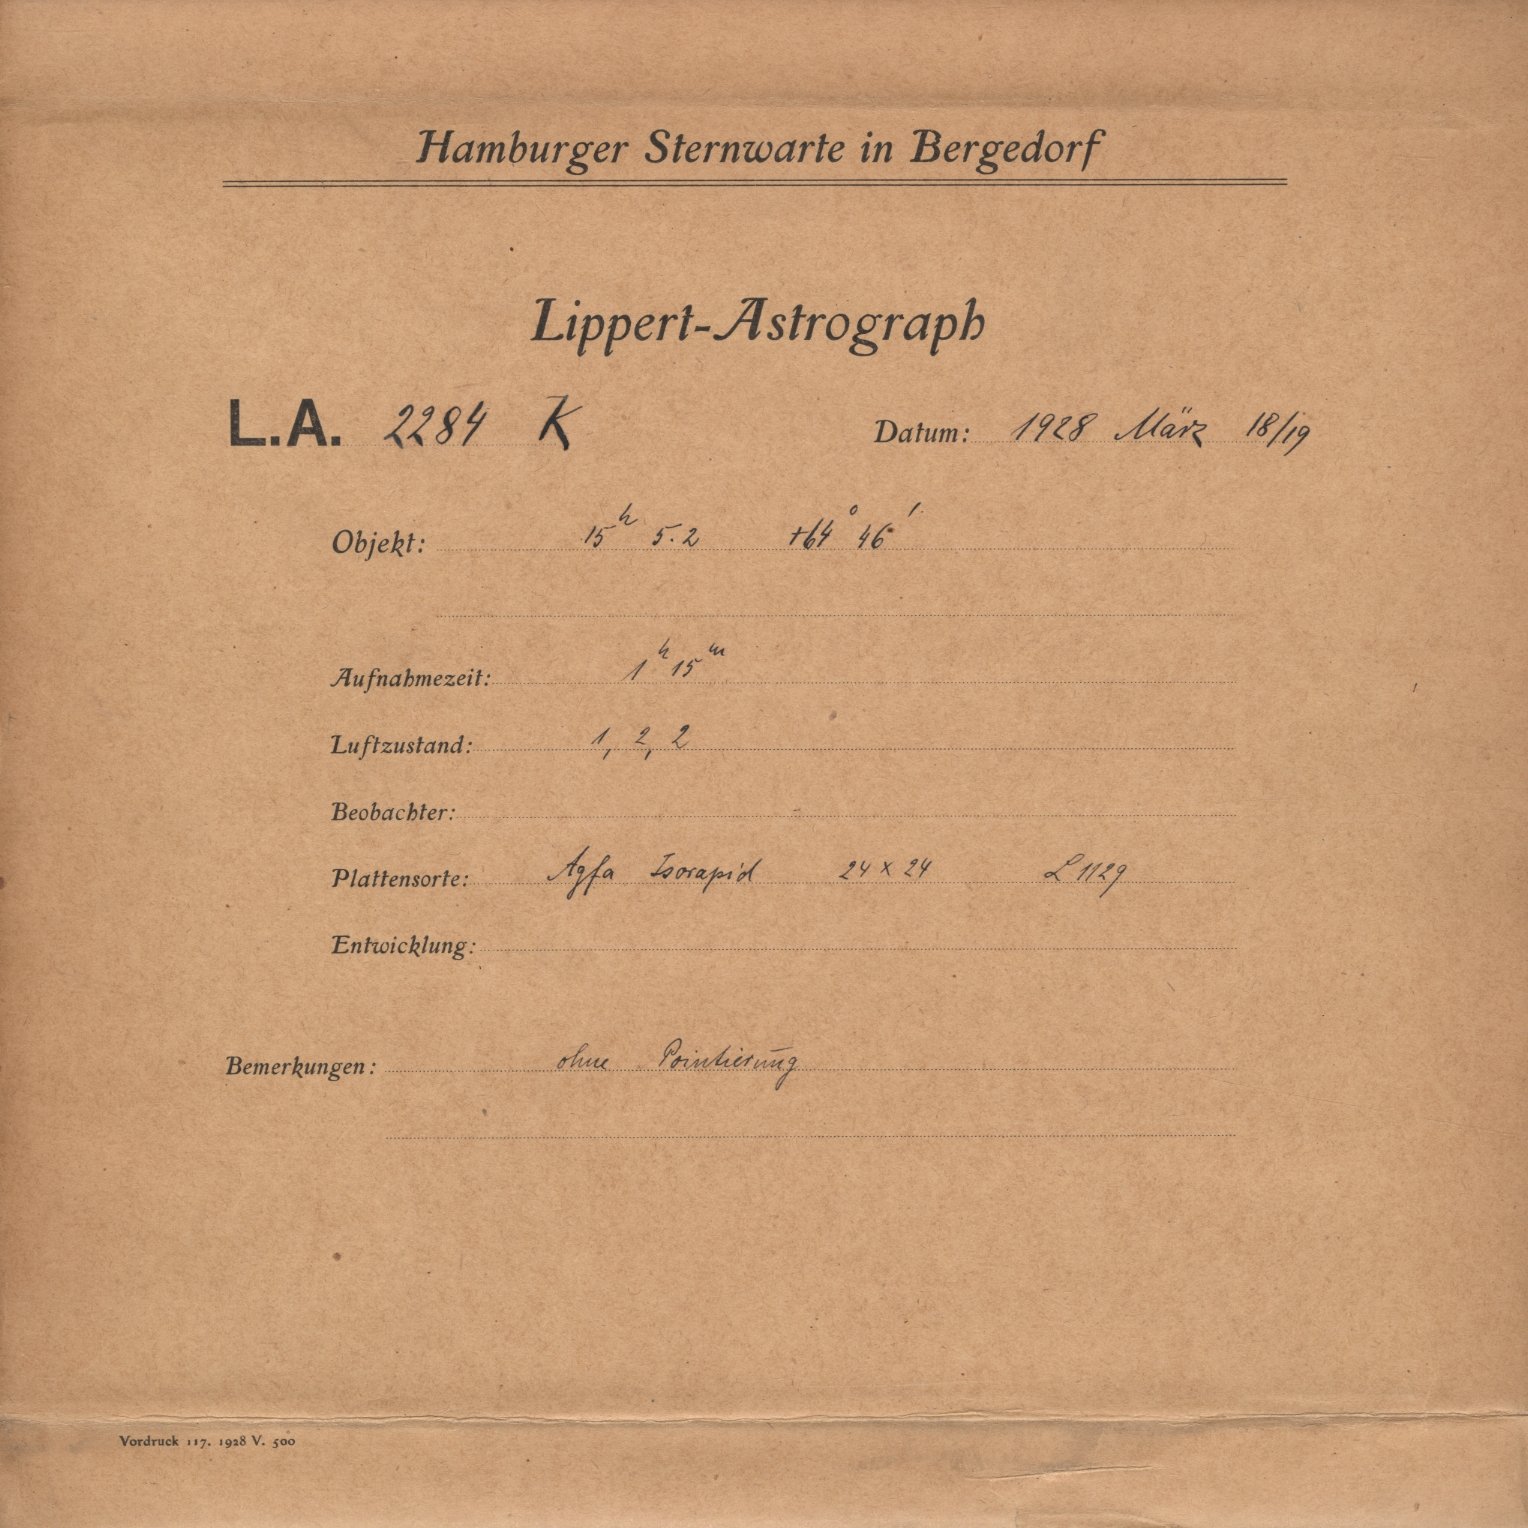 Hamburger Sternwarte in Bergedorf
Lippert-Astrograph
L.A. 2284 K Datum: 1928 März 18/19
Objekt: 15h 5.2 +64° 46'
Aufnahmezeit: 1h 15m
Luftzustand: 1, 2, 2
Beobachter:
Plattensorte: Agfa Isorapid 24 x 24 L 1129
Entwicklung:
Bemerkungen: ohne Pointierung
Vordruck 117. 1928 V. 500